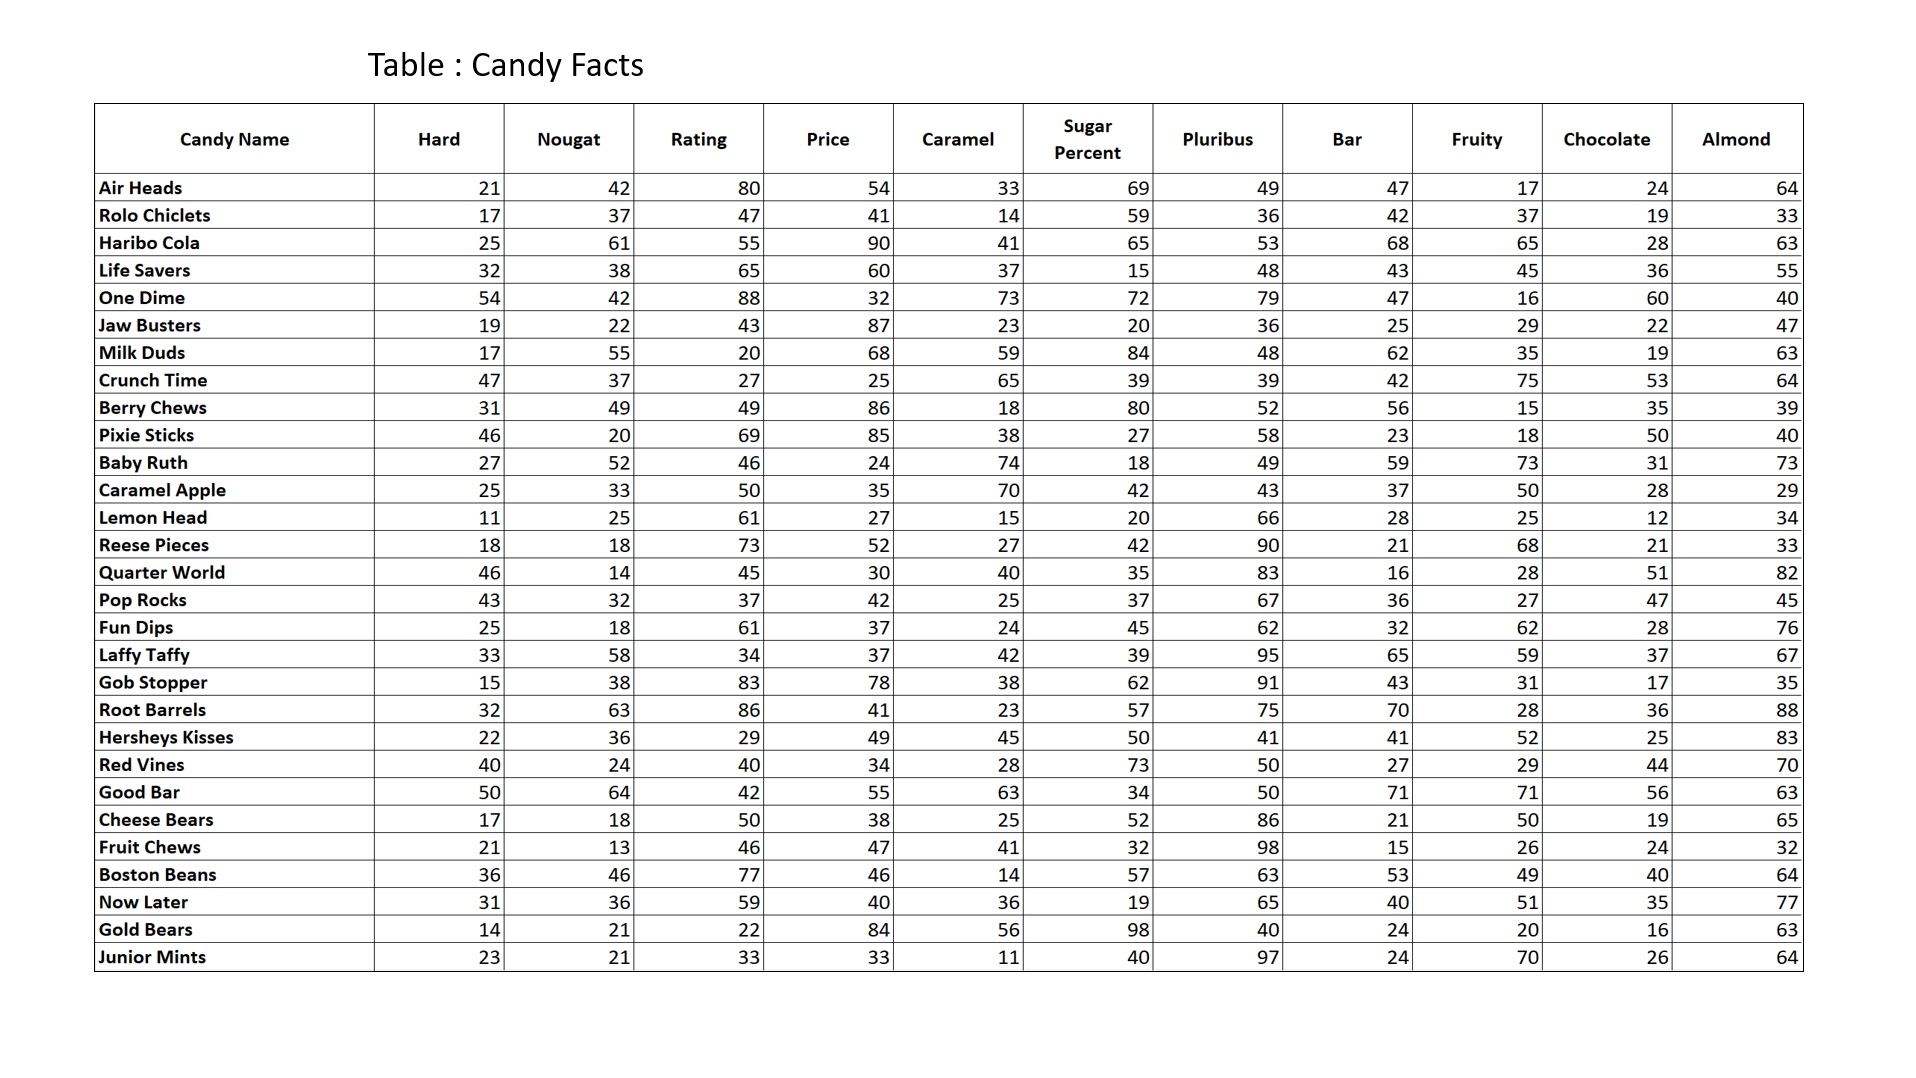 Table : Candy Facts
Candy Name Hard Nougat Rating Price Caramel Sugar Percent Pluribus Bar Fruity Chocolate Almond
Air Heads 21 42 80 54 33 69 49 47 17 24 64
Rolo Chiclets 17 37 47 41 14 59 36 42 37 19 33
Haribo Cola 25 61 55 90 41 65 53 68 65 28 63
Life Savers 32 38 65 60 37 15 48 43 45 36 55
One Dime 54 42 88 32 73 72 79 47 16 60 40
Jaw Busters 19 22 43 87 23 20 36 25 29 22 47
Milk Duds 17 55 20 68 59 84 48 62 35 19 63
Crunch Time 47 37 27 25 65 39 39 42 75 53 64
Berry Chews 31 49 49 86 18 80 52 56 15 35 39
Pixie Sticks 46 20 69 85 38 27 58 23 18 50 40
Baby Ruth 27 52 46 24 74 18 49 59 73 31 73
Caramel Apple 25 33 50 35 70 42 43 37 50 28 29
Lemon Head 11 25 61 27 15 20 66 28 25 12 34
Reese Pieces 18 18 73 52 27 42 90 21 68 21 33
Quarter World 46 14 45 30 40 35 83 16 28 51 82
Pop Rocks 43 32 37 42 25 37 67 36 27 47 45
Fun Dips 25 18 61 37 24 45 62 32 62 28 76
Laffy Taffy 33 58 34 37 42 39 95 65 59 37 67
Gob Stopper 15 38 83 78 38 62 91 43 31 17 35
Root Barrels 32 63 86 41 23 57 75 70 28 36 88
Hersheys Kisses 22 36 29 49 45 50 41 41 52 25 83
Red Vines 40 24 40 34 28 73 50 27 29 44 70
Good Bar 50 64 42 55 63 34 50 71 71 56 63
Cheese Bears 17 18 50 38 25 52 86 21 50 19 65
Fruit Chews 21 13 46 47 41 32 98 15 26 24 32
Boston Beans 36 46 77 46 14 57 63 53 49 40 64
Now Later 31 36 59 40 36 19 65 40 51 35 77
Gold Bears 14 21 22 84 56 98 40 24 20 16 63
Junior Mints 23 21 33 33 11 40 97 24 70 26 64